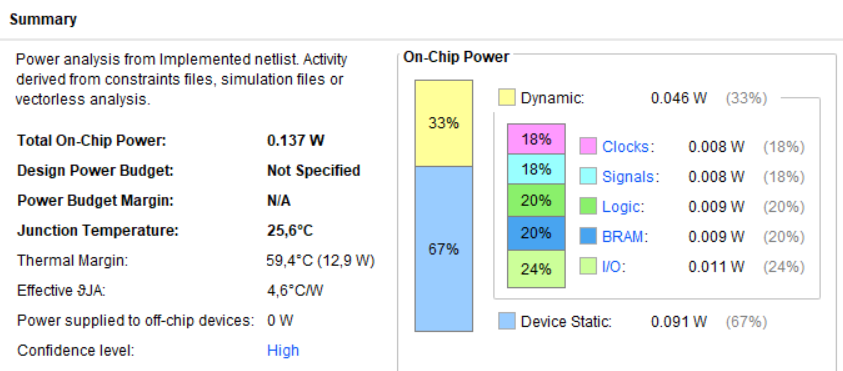 Summary
Power analysis from Implemented netlist. Activity
derived from constraints files, simulation files or
vectorless analysis.
Total On-Chip Power: 0.137 W
Design Power Budget: Not Specified
Power Budget Margin: N/A
Junction Temperature: 25,6°C
Thermal Margin: 59,4°C (12,9 W)
Effective ϑJA: 4,6°C/W
Power supplied to off-chip devices: 0 W
Confidence level: High
On-Chip Power
33%
67%
Dynamic: 0.046 W (33%)
18% Clocks: 0.008 W (18%)
18% Signals: 0.008 W (18%)
20% Logic: 0.009 W (20%)
20% BRAM: 0.009 W (20%)
24% I/O: 0.011 W (24%)
Device Static: 0.091 W (67%)